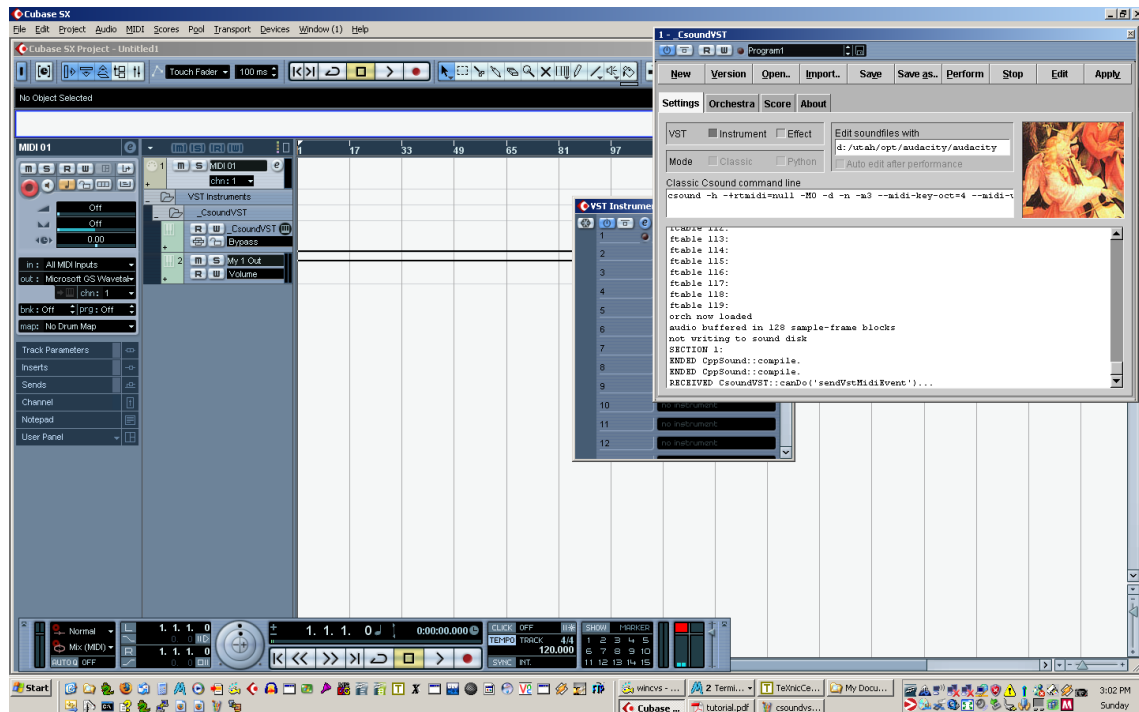 Cubase SX
File Edit Project Audio MIDI Scores Pool Transport Devices Window (1) Help
Cubase SX Project - Untitled1
Touch Fader 100 ms
No Object Selected
MIDI 01
M S R W
Off
Off
0.00
in : All MIDI Inputs
out : Microsoft GS Wavetal
chn: 1
bnk: Off prg: Off
map: No Drum Map
Track Parameters
Inserts
Sends
Channel
Notepad
User Panel
M S R W
1 M S MIDI 01 e
chn: 1
VST Instruments
_CsoundVST
R W _CsoundVST
Bypass
2 M S My 1 Out
R W Volume
1 17 33 49 65 81 97
VST Instrumen
1
2
3
4
5
6
7
8
9
10 no instrument
11 no instrument
12 no instrument
1 - _CsoundVST
R W Program1
New Version Open.. Import.. Save Save as.. Perform Stop Edit Apply
Settings Orchestra Score About
VST Instrument Effect
Mode Classic Python
Edit soundfiles with
d:/utah/opt/audacity/audacity
Auto edit after performance
Classic Csound command line
csound -h -+rtmidi=null -M0 -d -n -m3 --midi-key-oct=4 --midi-v
ftable 112:
ftable 113:
ftable 114:
ftable 115:
ftable 116:
ftable 117:
ftable 118:
ftable 119:
orch now loaded
audio buffered in 128 sample-frame blocks
not writing to sound disk
SECTION 1:
ENDED CppSound::compile.
ENDED CppSound::compile.
RECEIVED CsoundVST::canDo('sendVstMidiEvent')...
Normal
Mix (MIDI)
AUTO Q OFF
L 1. 1. 1. 0
0. 0
R 1. 1. 1. 0
0. 0
1. 1. 1. 0
0:00:00.000
CLICK OFF
TEMPO TRACK 4/4
120.000
SYNC INT.
SHOW MARKER
1 2 3 4 5
6 7 8 9 10
11 12 13 14 15
Start
wincvs - ...
2 Termi...
TeXnicCe...
My Docu...
Cubase ...
tutorial.pdf
csoundvs...
3:02 PM
Sunday